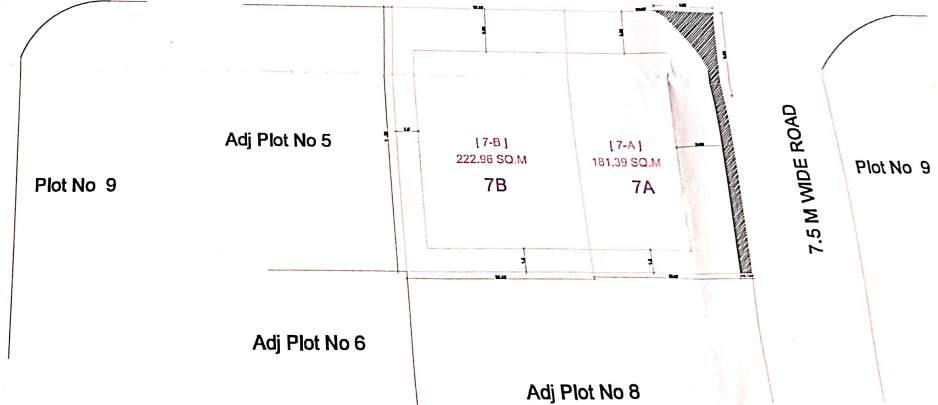 Adj Plot No 5
[ 7-B ]
222.96 SQ.M
7B
[ 7-A ]
181.39 SQ.M
7A
7.5 M WIDE ROAD
Plot No 9
Plot No 9
Adj Plot No 6
Adj Plot No 8